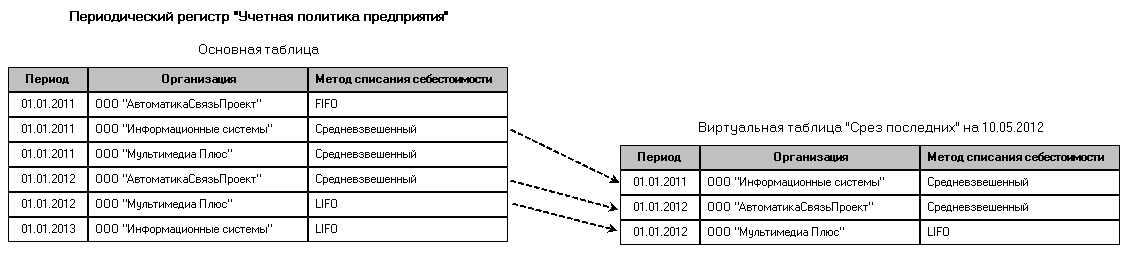 Периодический регистр "Учетная политика предприятия"
Основная таблица
Период Организация Метод списания себестоимости
01.01.2011 ООО "АвтоматикаСвязьПроект" FIFO
01.01.2011 ООО "Информационные системы" Средневзвешенный
01.01.2011 ООО "Мультимедиа Плюс" Средневзвешенный
01.01.2012 ООО "АвтоматикаСвязьПроект" Средневзвешенный
01.01.2012 ООО "Мультимедиа Плюс" LIFO
01.01.2013 ООО "Информационные системы" LIFO
Виртуальная таблица "Срез последних" на 10.05.2012
Период Организация Метод списания себестоимости
01.01.2011 ООО "Информационные системы" Средневзвешенный
01.01.2012 ООО "АвтоматикаСвязьПроект" Средневзвешенный
01.01.2012 ООО "Мультимедиа Плюс" LIFO